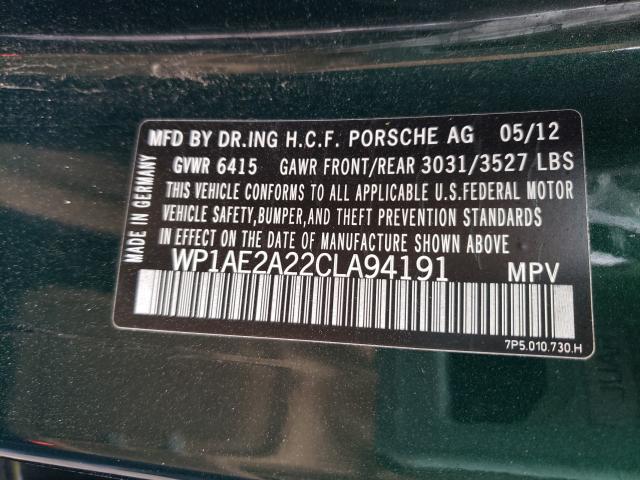 MFD BY DR.ING H.C.F. PORSCHE AG 05/12
GVWR 6415 GAWR FRONT/REAR 3031/3527 LBS
THIS VEHICLE CONFORMS TO ALL APPLICABLE U.S.FEDERAL MOTOR
VEHICLE SAFETY,BUMPER,AND THEFT PREVENTION STANDARDS
IN EFFECT ON THE DATE OF MANUFACTURE SHOWN ABOVE.
WP1AE2A22CLA94191 MPV
7P5.010.730.H
MADE IN GERMANY